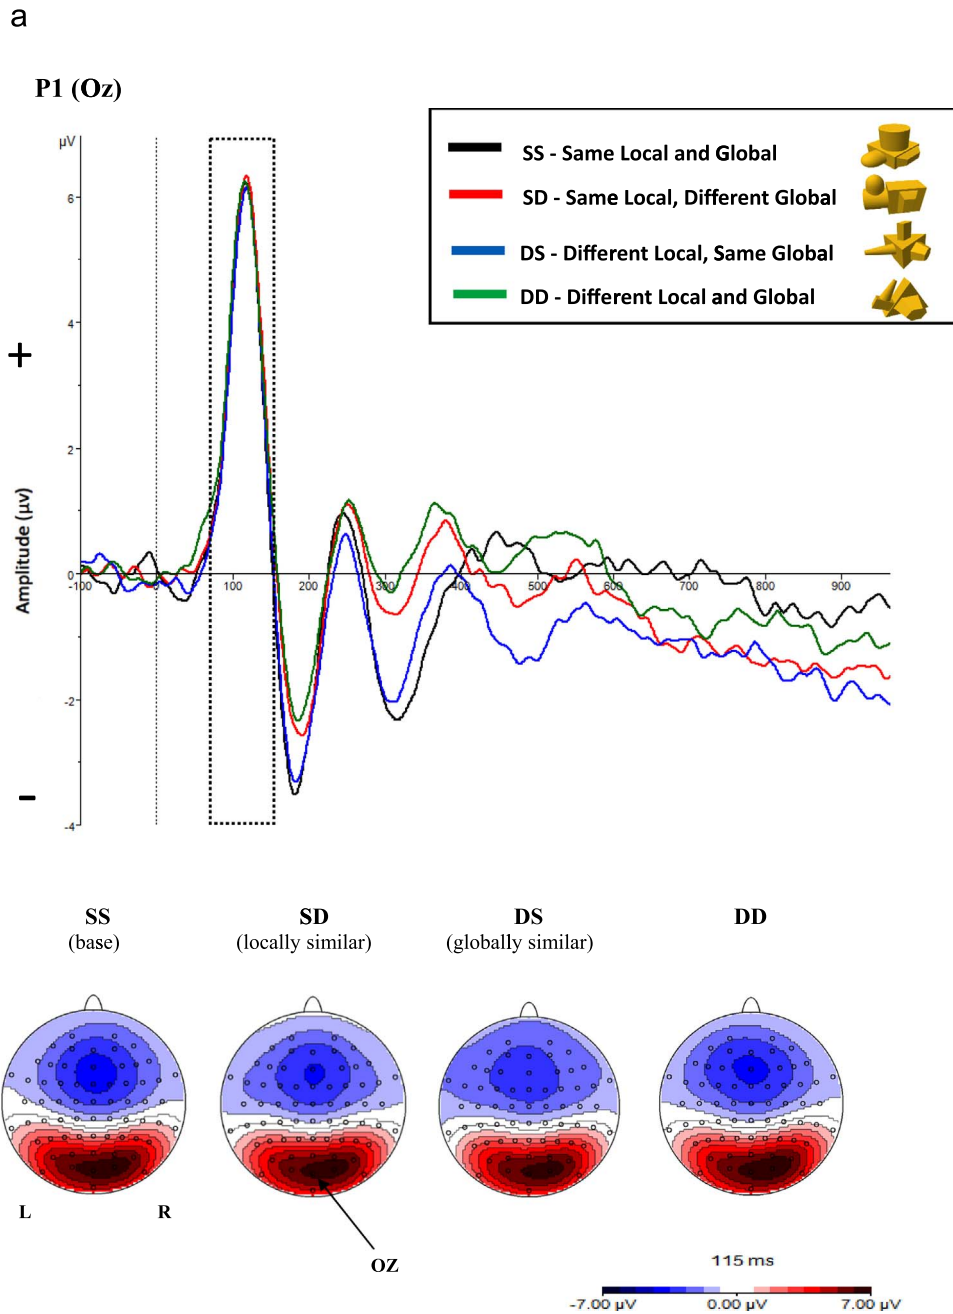 a
P1 (Oz)
µV
6
4
2
0
-2
-4
+
-
Amplitude (µv)
-100
100
200
300
400
500
600
700
800
900
SS - Same Local and Global
SD - Same Local, Different Global
DS - Different Local, Same Global
DD - Different Local and Global
SS
(base)
SD
(locally similar)
DS
(globally similar)
DD
L
R
OZ
115 ms
-7.00 µV
0.00 µV
7.00 µV